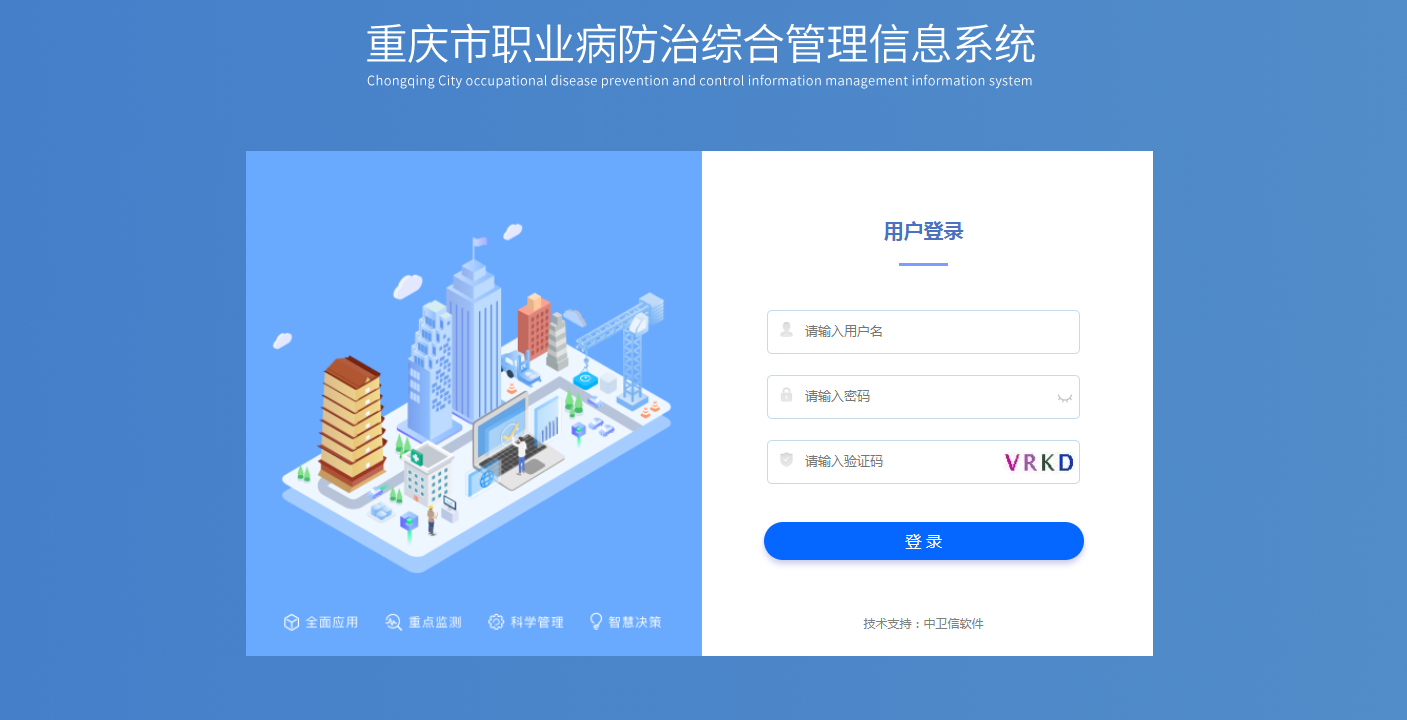 重庆市职业病防治综合管理信息系统
Chongqing City occupational disease prevention and control information management information system
用户登录
请输入用户名
请输入密码
请输入验证码 VRKD
登 录
全面应用 重点监测 科学管理 智慧决策
技术支持：中卫信软件